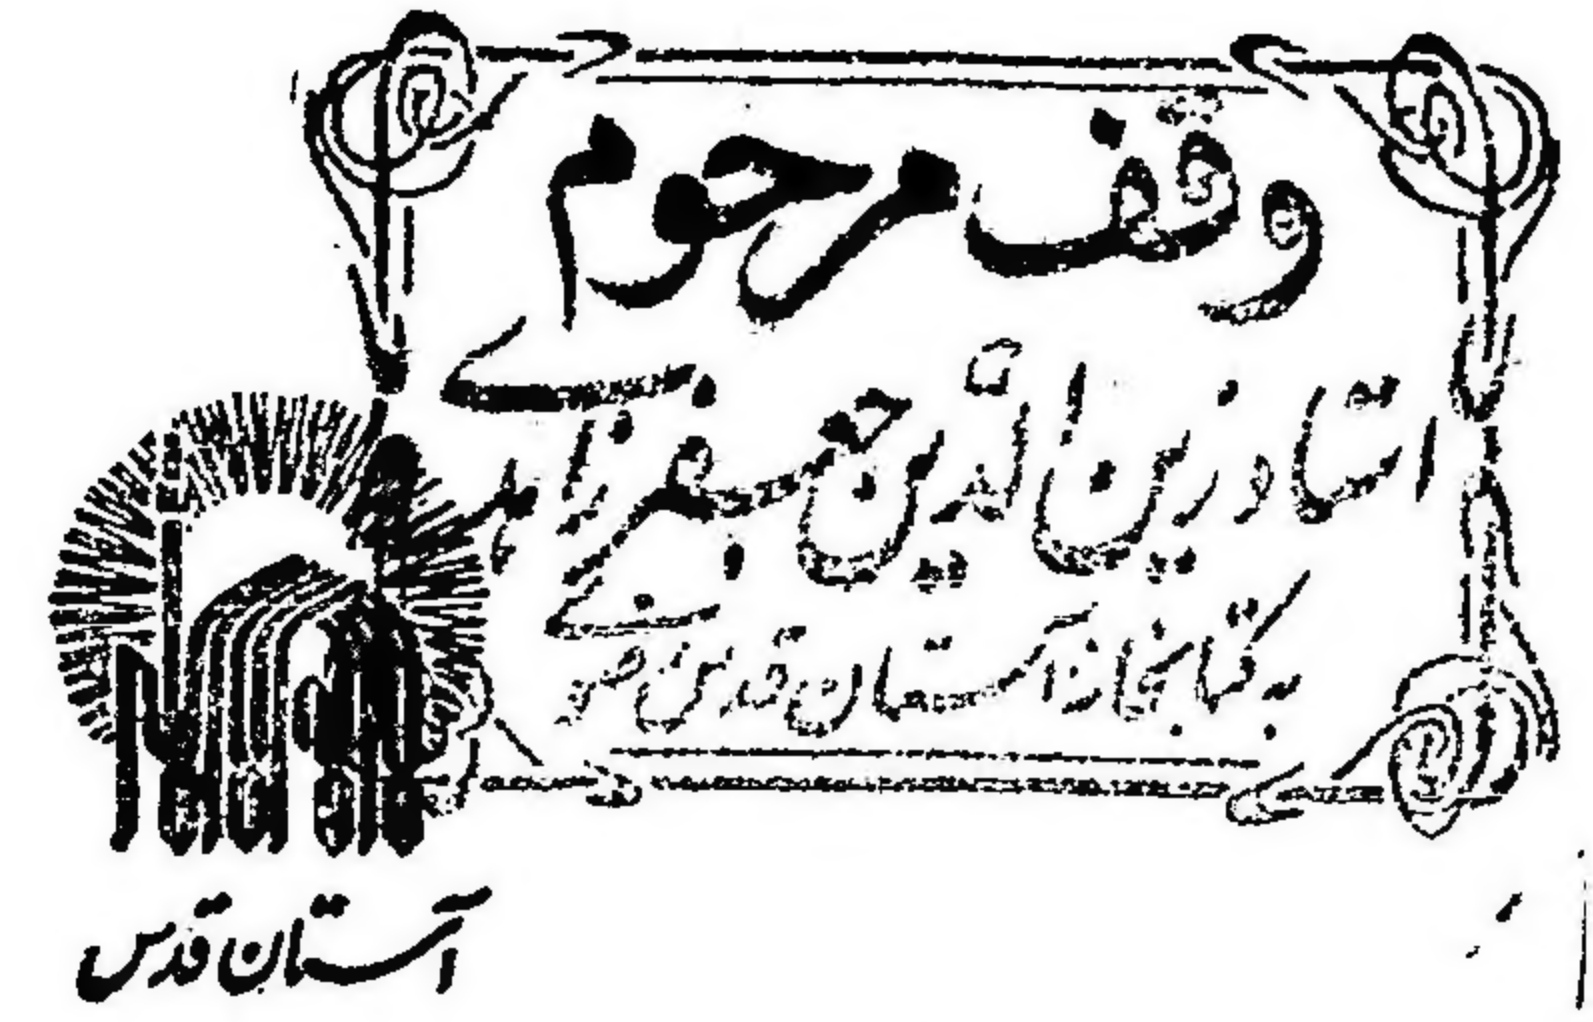 وقف مرحوم
استاد زین الدین جعفر زاهدی
به کتابخانه آستان قدس رضوی
آستان قدس